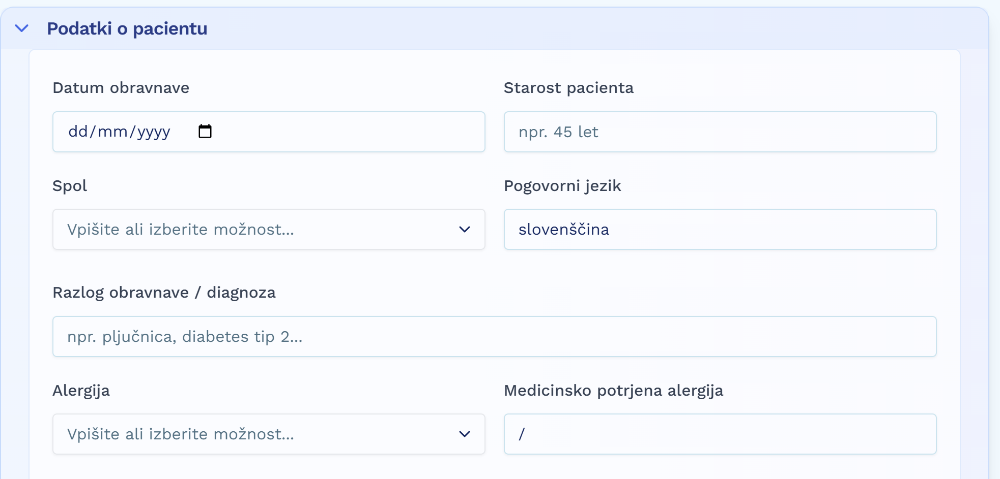 Podatki o pacientu
Datum obravnave
Starost pacienta
dd/mm/yyyy
npr. 45 let
Spol
Pogovorni jezik
Vpišite ali izberite možnost...
slovenščina
Razlog obravnave / diagnoza
npr. pljučnica, diabetes tip 2...
Alergija
Medicinsko potrjena alergija
Vpišite ali izberite možnost...
/